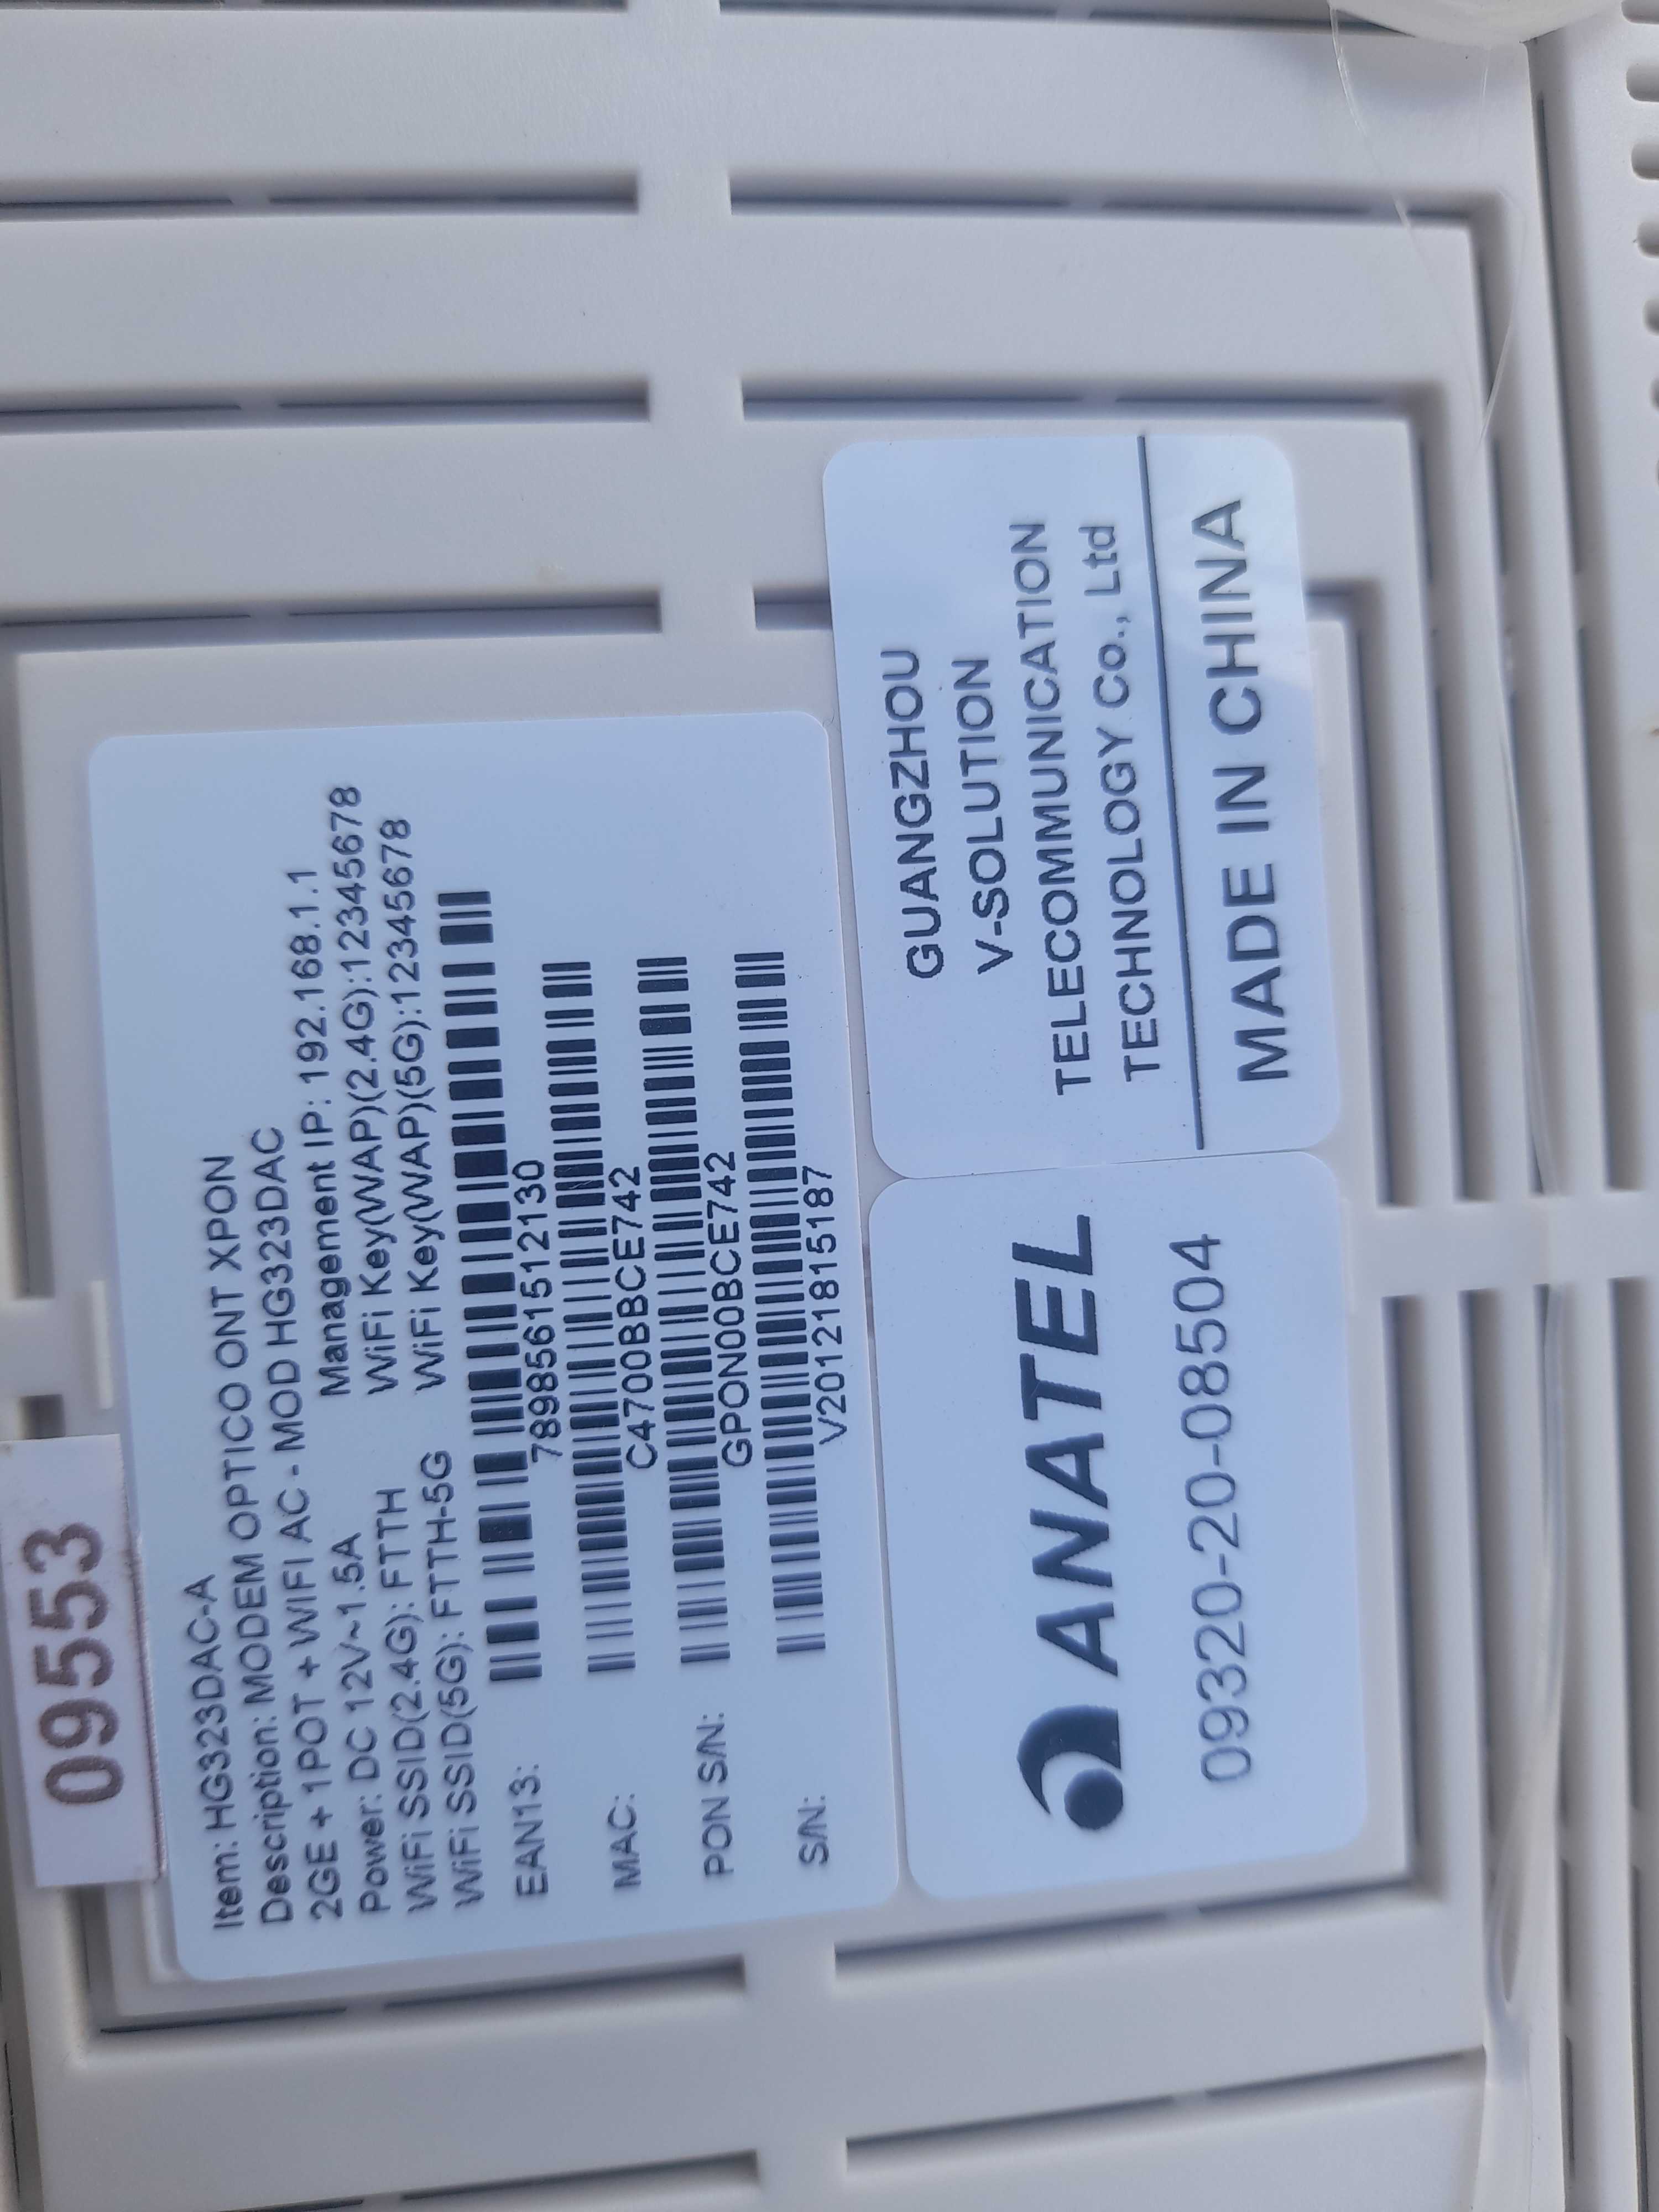 09553
Item: HG323DAC-A
Description: MODEM OPTICO ONT XPON
2GE + 1POT + WIFI AC - MOD HG323DAC
Power: DC 12V~1.5A Management IP: 192.168.1.1
WiFi SSID(2.4G): FTTH WiFi Key(WAP)(2.4G):12345678
WiFi SSID(5G): FTTH-5G WiFi Key(WAP)(5G):12345678
EAN13:
7898561512130
MAC:
C4700BBCE742
PON S/N:
GPON00BCE742
S/N:
V20121815187
ANATEL
09320-20-08504
GUANGZHOU
V-SOLUTION
TELECOMMUNICATION
TECHNOLOGY Co., Ltd
MADE IN CHINA